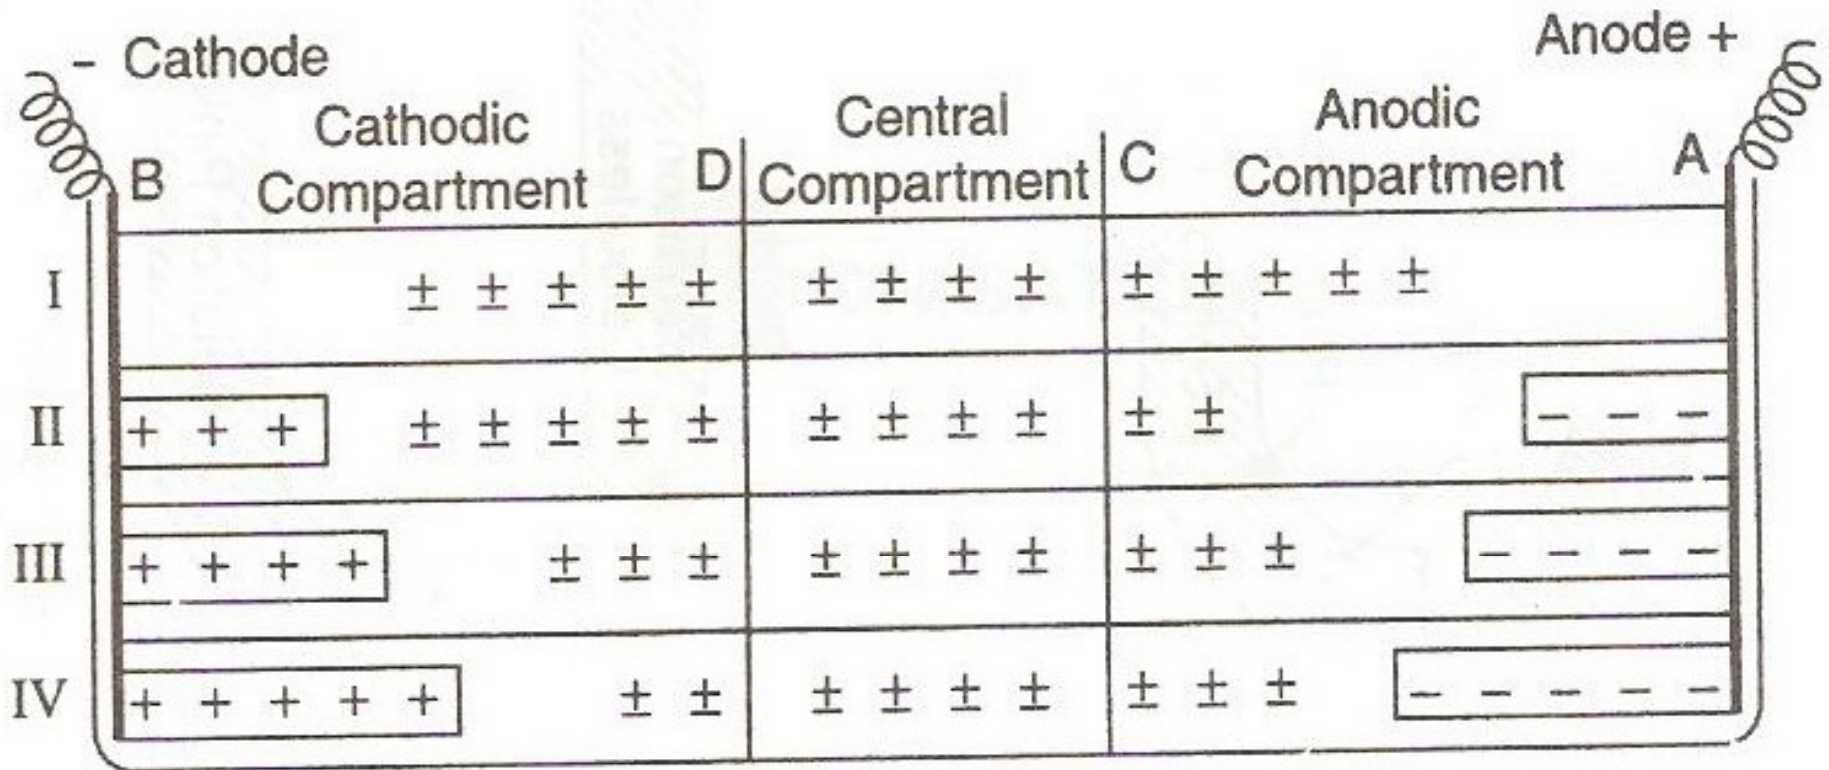 - Cathode
Anode +
Cathodic
Compartment
Central
Compartment
Anodic
Compartment
B
D
C
A
I
± ± ± ± ± ± ± ± ± ± ± ± ± ±
II
+ + + ± ± ± ± ± ± ± ± ± ± ± - - -
III
+ + + + ± ± ± ± ± ± ± ± ± ± - - - -
IV
+ + + + + ± ± ± ± ± ± ± ± ± - - - - -